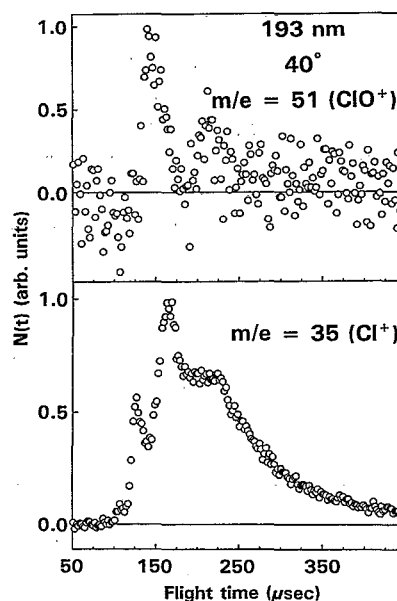 193 nm
40°
m/e = 51 (ClO⁺)
1.0
0.5
0.0
N(t) (arb. units)
m/e = 35 (Cl⁺)
1.0
0.5
0.0
50 150 250 350
Flight time (μsec)